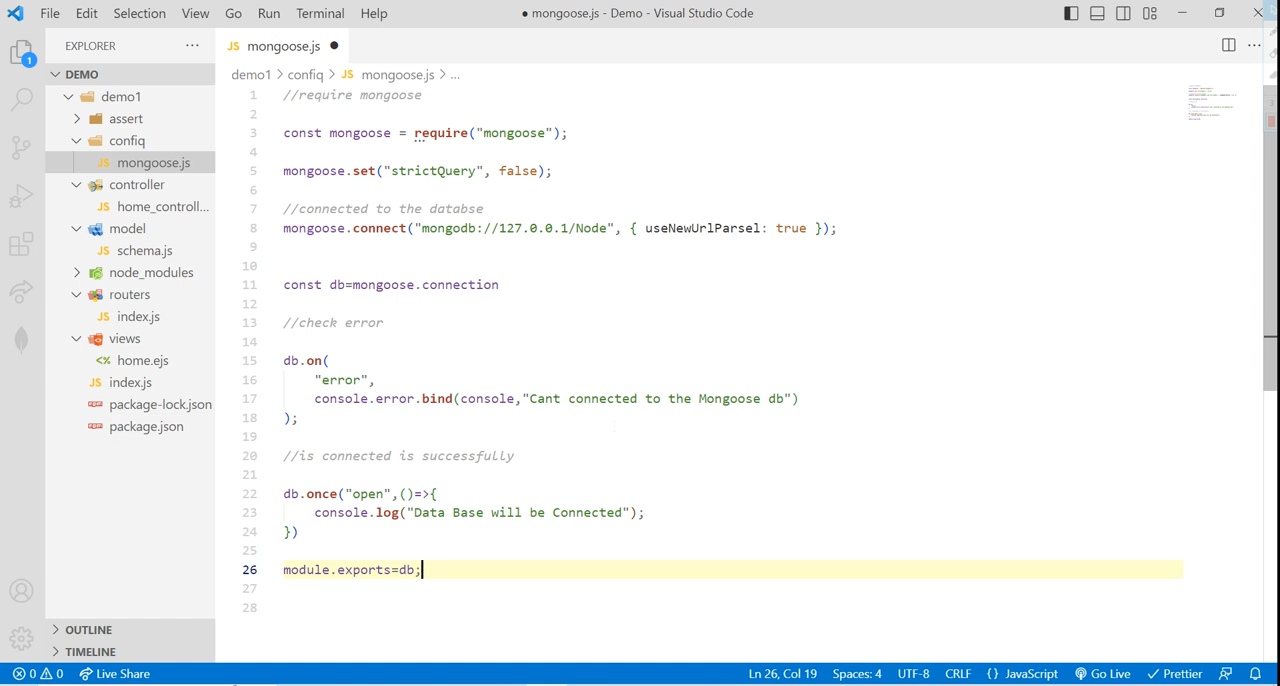 File Edit Selection View Go Run Terminal Help
● mongoose.js - Demo - Visual Studio Code
1
EXPLORER
DEMO
demo1
assert
confiq
JS mongoose.js
controller
JS home_controll...
model
JS schema.js
node_modules
routers
JS index.js
views
<% home.ejs
JS index.js
package-lock.json
package.json
OUTLINE
TIMELINE
JS mongoose.js ●
demo1 > confiq > JS mongoose.js > ...
1 //require mongoose
2
3 const mongoose = require("mongoose");
4
5 mongoose.set("strictQuery", false);
6
7 //connected to the databse
8 mongoose.connect("mongodb://127.0.0.1/Node", { useNewUrlParsel: true });
9
10
11 const db=mongoose.connection
12
13 //check error
14
15 db.on(
16 "error",
17 console.error.bind(console,"Cant connected to the Mongoose db")
18 );
19
20 //is connected is successfully
21
22 db.once("open",()=>{
23 console.log("Data Base will be Connected");
24 })
25
26 module.exports=db;
27
28
0 0 Live Share Ln 26, Col 19 Spaces: 4 UTF-8 CRLF {} JavaScript Go Live Prettier